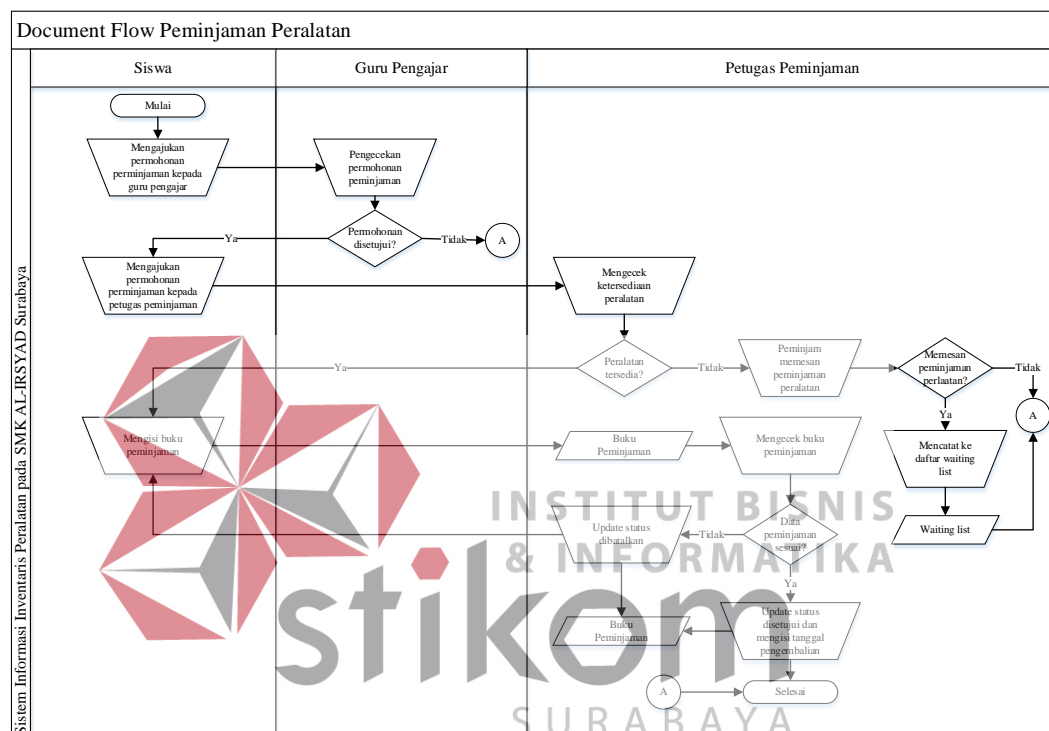 Document Flow Peminjaman Peralatan
Sistem Informasi Inventaris Peralatan pada SMK AL-IRSYAD Surabaya
Siswa
Guru Pengajar
Petugas Peminjaman
Mulai
Mengajukan
permohonan
perminjaman kepada
guru pengajar
Pengecekan
permohonan
peminjaman
Permohonan
disetujui?
Ya
Tidak
A
Mengajukan
permohonan
perminjaman kepada
petugas peminjaman
Mengecek
ketersediaan
peralatan
Peralatan
tersedia?
Ya
Tidak
Peminjam
memesan
peminjaman
peralatan
Memesan
peminjaman
perlaatan?
Tidak
A
Ya
Mengisi buku
peminjaman
Buku
Peminjaman
Mengecek buku
peminjaman
Mencatat ke
daftar waiting
list
Waiting list
Data
peminjaman
sesuai?
Tidak
Update status
dibatalkan
Ya
Update status
disetujui dan
mengisi tanggal
pengembalian
Buku
Peminjaman
A
Selesai
INSTITUT BISNIS
& INFORMATIKA
stikom
SURABAYA